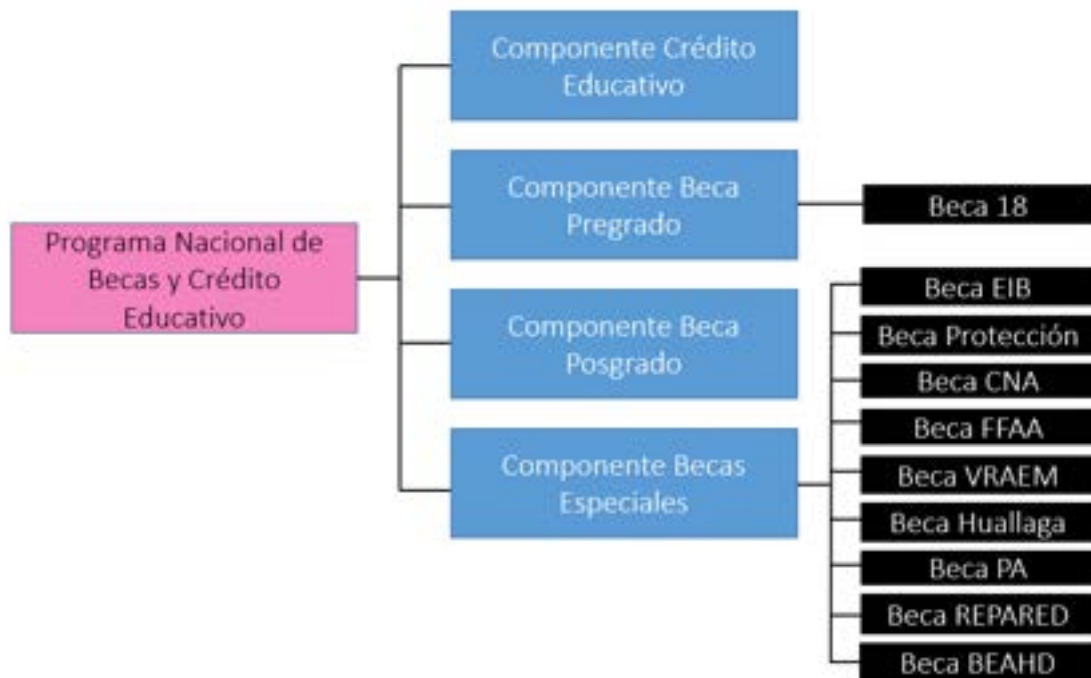 Programa Nacional de
Becas y Crédito
Educativo
Componente Crédito
Educativo
Componente Beca
Pregrado
Beca 18
Componente Beca
Posgrado
Componente Becas
Especiales
Beca EIB
Beca Protección
Beca CNA
Beca FFAA
Beca VRAEM
Beca Huallaga
Beca PA
Beca REPARED
Beca BEAHD